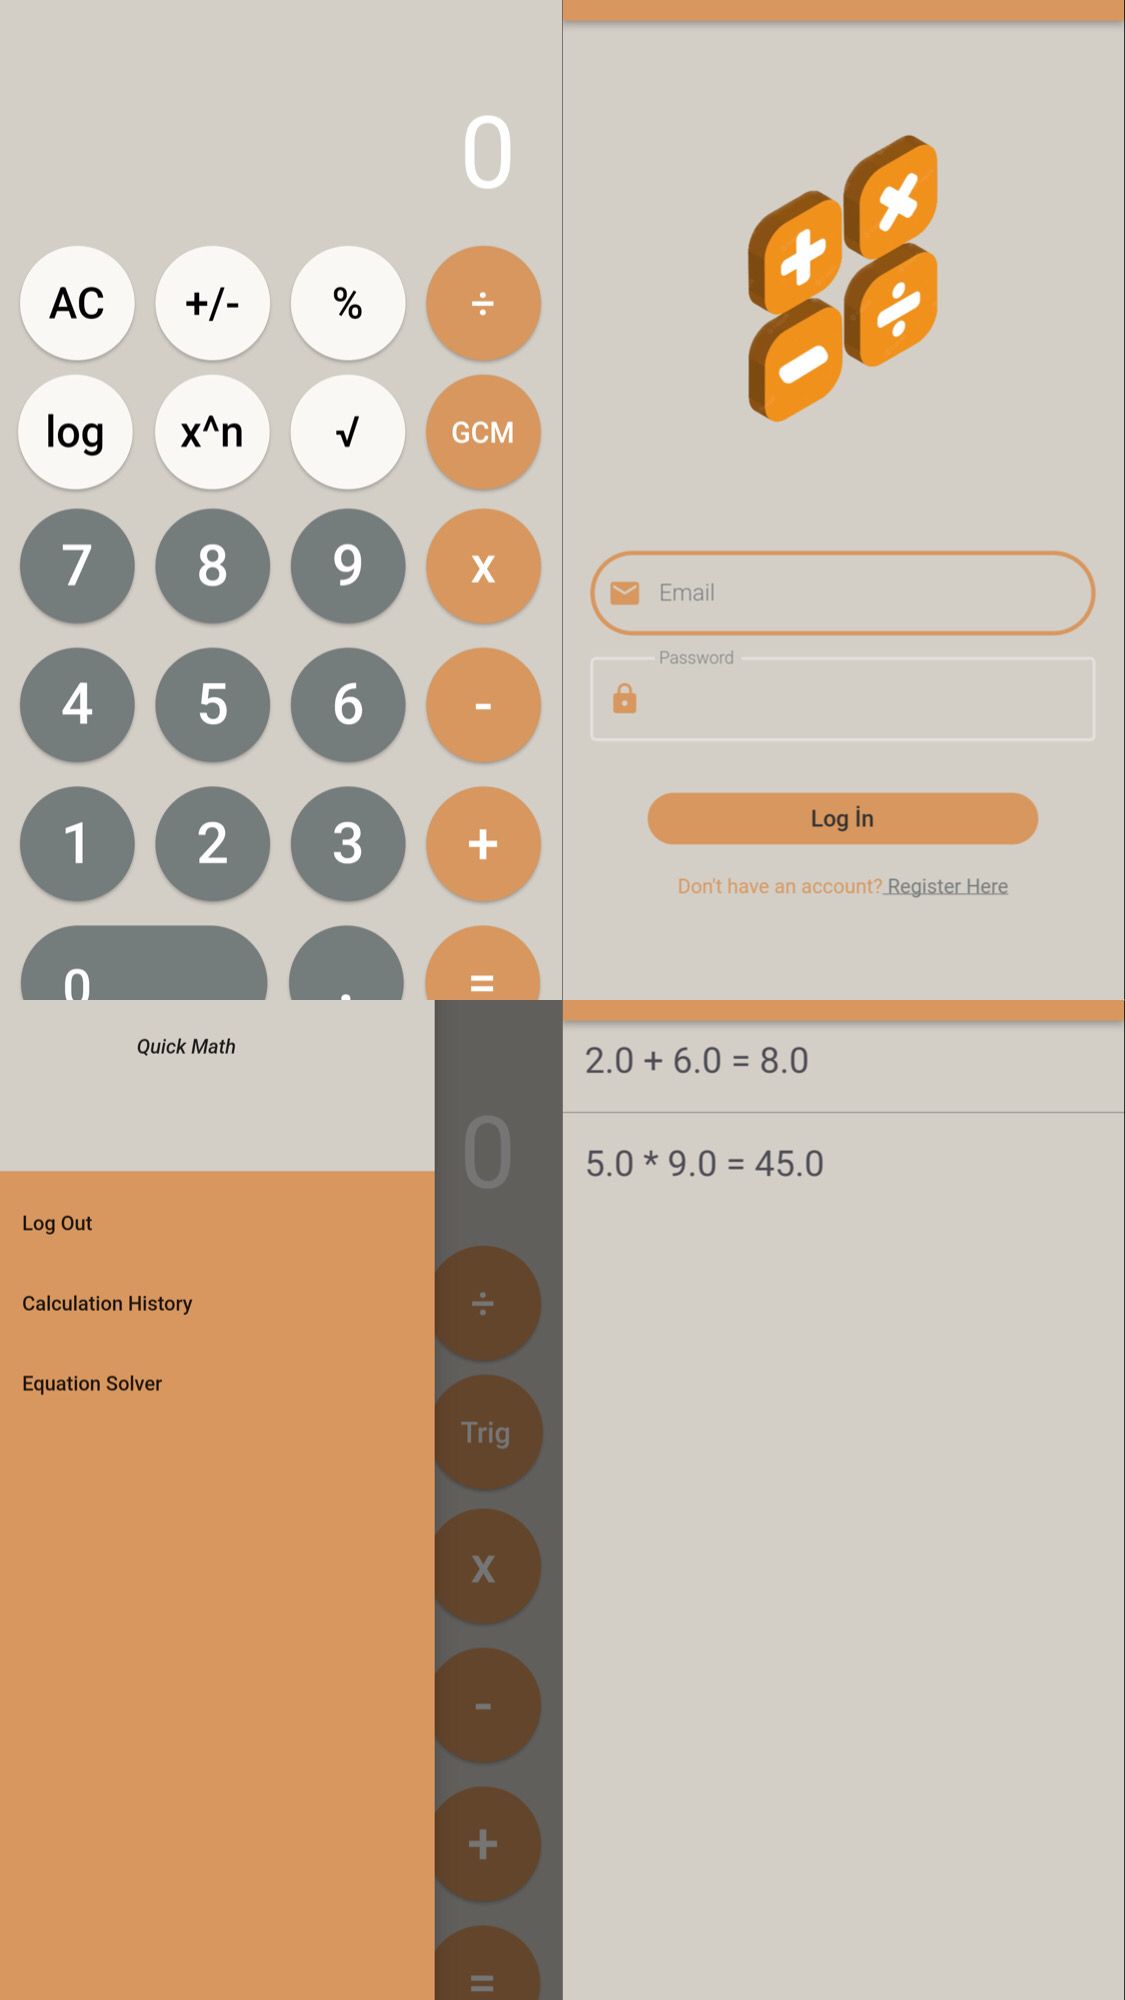 0
AC +/- % ÷
log x^n √ GCM
7 8 9 x
4 5 6 -
1 2 3 +
0 . =
Email
Password
Log İn
Don't have an account? Register Here
Quick Math
Log Out
Calculation History
Equation Solver
0
÷
Trig
x
-
+
=
2.0 + 6.0 = 8.0
5.0 * 9.0 = 45.0